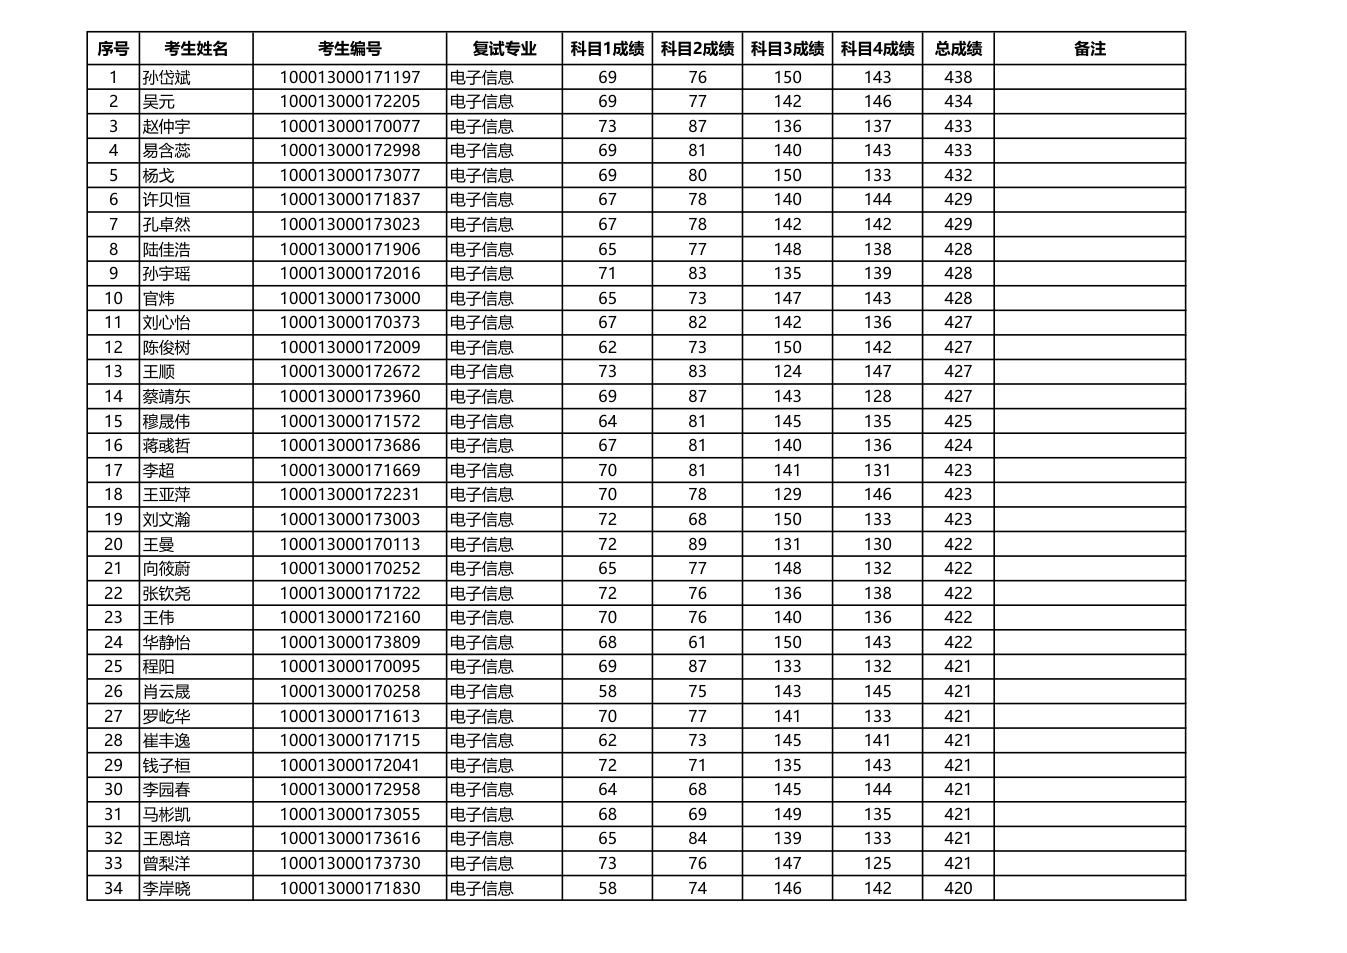 序号 考生姓名 考生编号 复试专业 科目1成绩 科目2成绩 科目3成绩 科目4成绩 总成绩 备注
1 孙岱斌 100013000171197 电子信息 69 76 150 143 438
2 吴元 100013000172205 电子信息 69 77 142 146 434
3 赵仲宇 100013000170077 电子信息 73 87 136 137 433
4 易含蕊 100013000172998 电子信息 69 81 140 143 433
5 杨戈 100013000173077 电子信息 69 80 150 133 432
6 许贝恒 100013000171837 电子信息 67 78 140 144 429
7 孔卓然 100013000173023 电子信息 67 78 142 142 429
8 陆佳浩 100013000171906 电子信息 65 77 148 138 428
9 孙宇瑶 100013000172016 电子信息 71 83 135 139 428
10 官炜 100013000173000 电子信息 65 73 147 143 428
11 刘心怡 100013000170373 电子信息 67 82 142 136 427
12 陈俊树 100013000172009 电子信息 62 73 150 142 427
13 王顺 100013000172672 电子信息 73 83 124 147 427
14 蔡靖东 100013000173960 电子信息 69 87 143 128 427
15 穆晟伟 100013000171572 电子信息 64 81 145 135 425
16 蒋彧哲 100013000173686 电子信息 67 81 140 136 424
17 李超 100013000171669 电子信息 70 81 141 131 423
18 王亚萍 100013000172231 电子信息 70 78 129 146 423
19 刘文瀚 100013000173003 电子信息 72 68 150 133 423
20 王曼 100013000170113 电子信息 72 89 131 130 422
21 向筱蔚 100013000170252 电子信息 65 77 148 132 422
22 张钦尧 100013000171722 电子信息 72 76 136 138 422
23 王伟 100013000172160 电子信息 70 76 140 136 422
24 华静怡 100013000173809 电子信息 68 61 150 143 422
25 程阳 100013000170095 电子信息 69 87 133 132 421
26 肖云晟 100013000170258 电子信息 58 75 143 145 421
27 罗屹华 100013000171613 电子信息 70 77 141 133 421
28 崔丰逸 100013000171715 电子信息 62 73 145 141 421
29 钱子桓 100013000172041 电子信息 72 71 135 143 421
30 李园春 100013000172958 电子信息 64 68 145 144 421
31 马彬凯 100013000173055 电子信息 68 69 149 135 421
32 王恩培 100013000173616 电子信息 65 84 139 133 421
33 曾梨洋 100013000173730 电子信息 73 76 147 125 421
34 李岸晓 100013000171830 电子信息 58 74 146 142 420